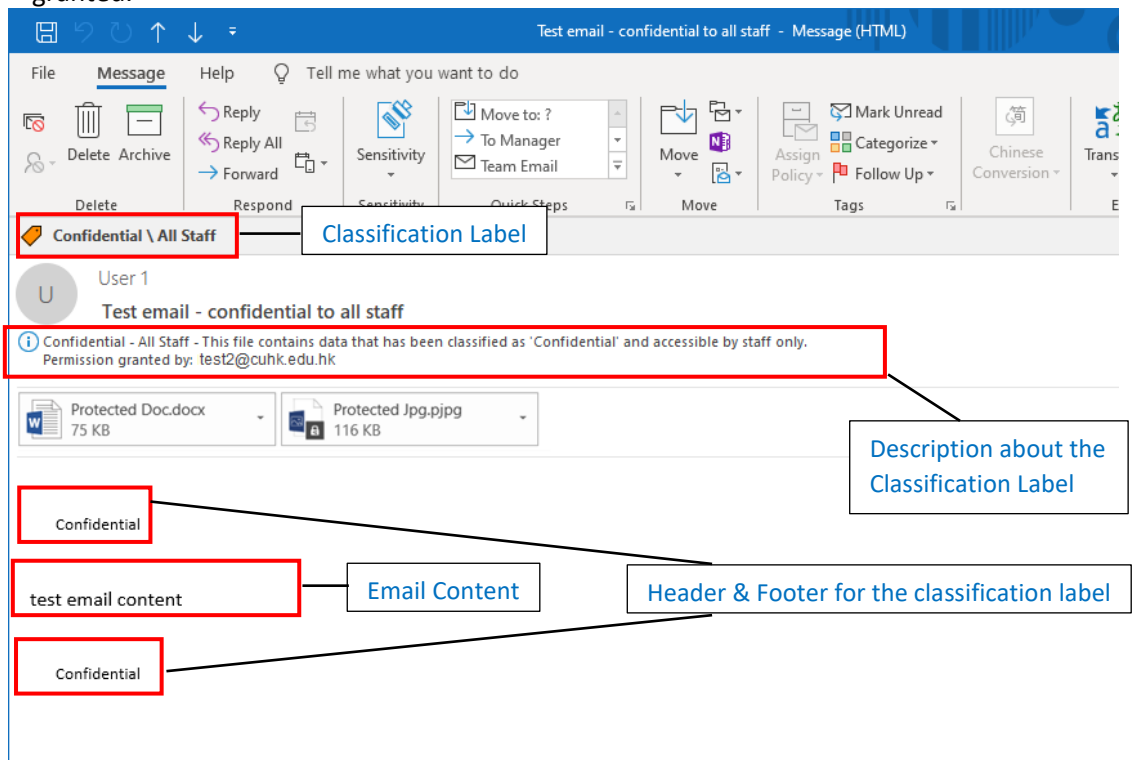 granted.
Test email - confidential to all staff - Message (HTML)
File Message Help Tell me what you want to do
Delete Archive
Reply
Reply All
Forward
Sensitivity
Move to: ?
To Manager
Team Email
Move
Assign
Policy
Mark Unread
Categorize
Follow Up
Chinese
Conversion
Delete Respond Sensitivity Quick Steps Move Tags
Confidential \ All Staff
Classification Label
U
User 1
Test email - confidential to all staff
Confidential - All Staff - This file contains data that has been classified as 'Confidential' and accessible by staff only.
Permission granted by: test2@cuhk.edu.hk
Protected Doc.docx
75 KB
Protected Jpg.pjpg
116 KB
Description about the
Classification Label
Confidential
test email content
Email Content
Header & Footer for the classification label
Confidential